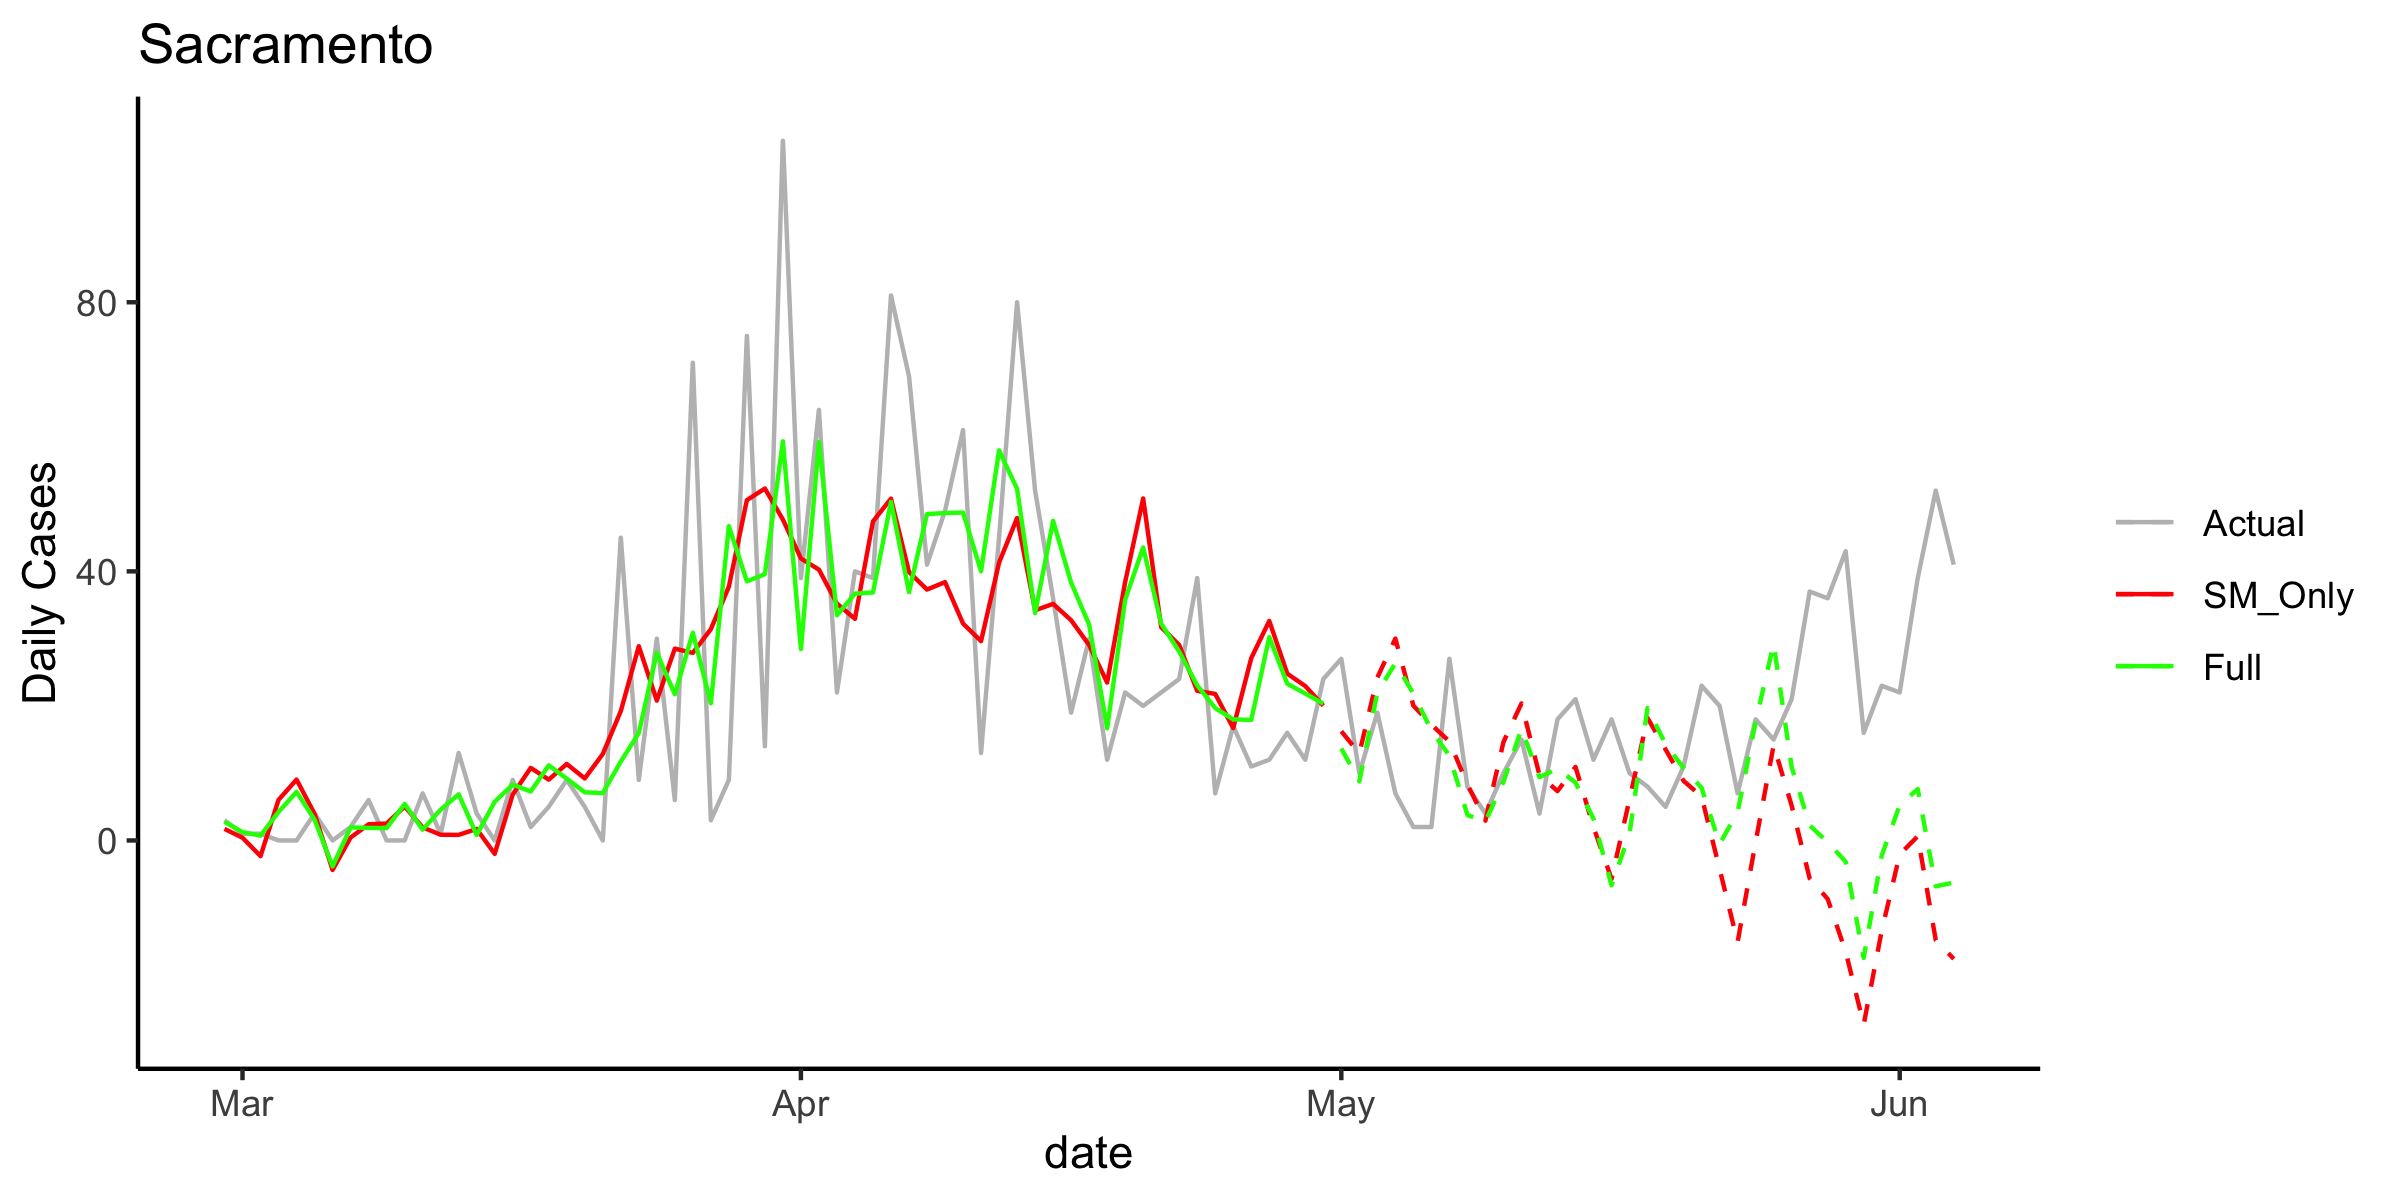 Sacramento
Daily Cases
80
40
0
Mar
Apr
May
Jun
date
Actual
SM_Only
Full